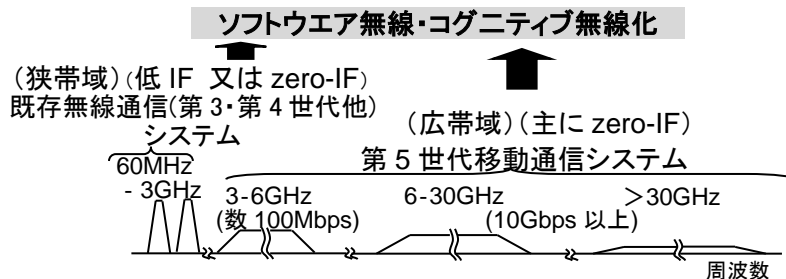 ソフトウエア無線・コグニティブ無線化
(狭帯域)(低 IF 又は zero-IF)
既存無線通信(第 3・第 4 世代他)
システム
(広帯域)(主に zero-IF)
第 5 世代移動通信システム
60MHz
- 3GHz
3-6GHz
(数 100Mbps)
6-30GHz
(10Gbps 以上)
＞30GHz
周波数